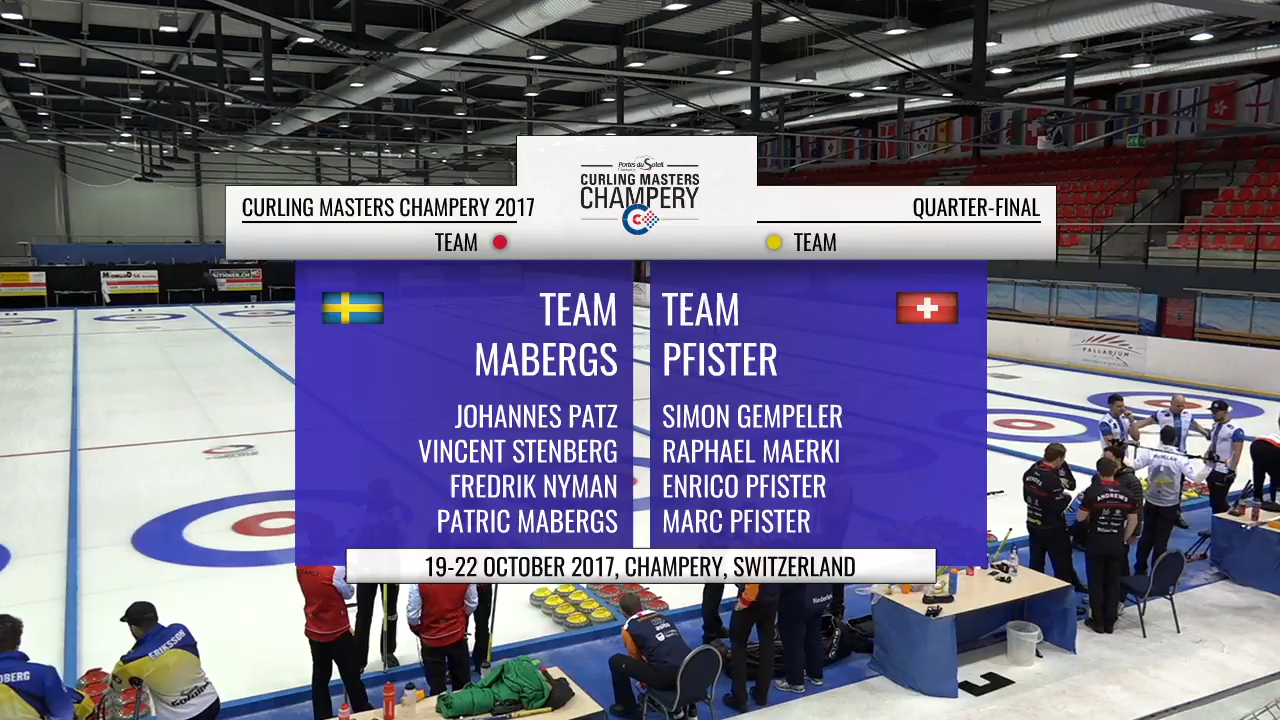 Portes du Soleil
CURLING MASTERS
CHAMPERY
CURLING MASTERS CHAMPERY 2017
QUARTER-FINAL
TEAM
TEAM
TEAM
MABERGS
TEAM
PFISTER
JOHANNES PATZ
VINCENT STENBERG
FREDRIK NYMAN
PATRIC MABERGS
SIMON GEMPELER
RAPHAEL MAERKI
ENRICO PFISTER
MARC PFISTER
19-22 OCTOBER 2017, CHAMPERY, SWITZERLAND
PALLADIUM
ANDREWS
ERIKSSON